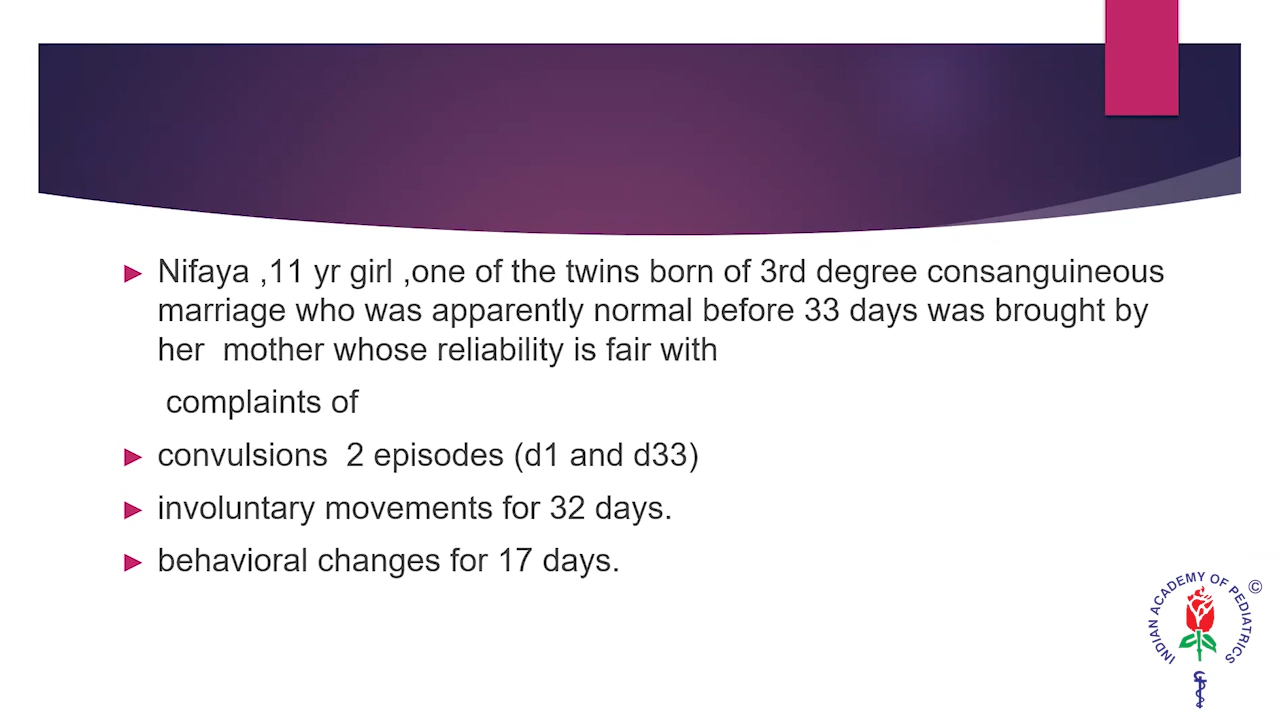 Nifaya ,11 yr girl ,one of the twins born of 3rd degree consanguineous
marriage who was apparently normal before 33 days was brought by
her  mother whose reliability is fair with
complaints of
convulsions  2 episodes (d1 and d33)
involuntary movements for 32 days.
behavioral changes for 17 days.
INDIAN ACADEMY OF PEDIATRICS
©